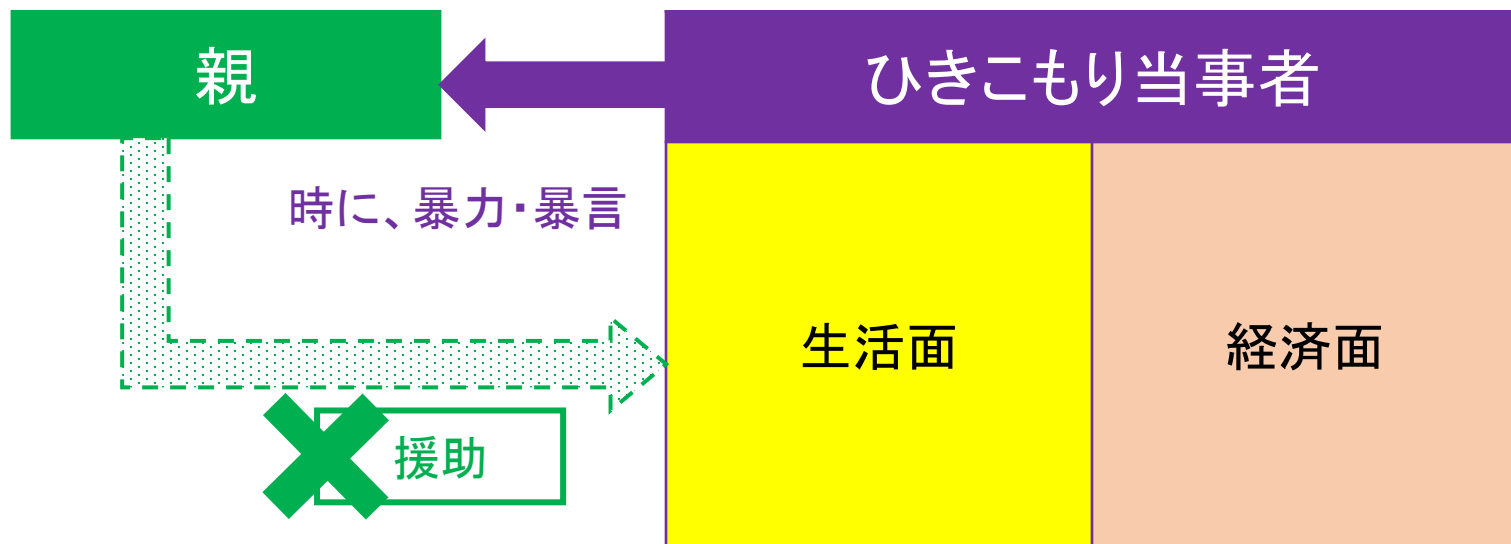 親
ひきこもり当事者
時に、暴力・暴言
生活面
経済面
援助